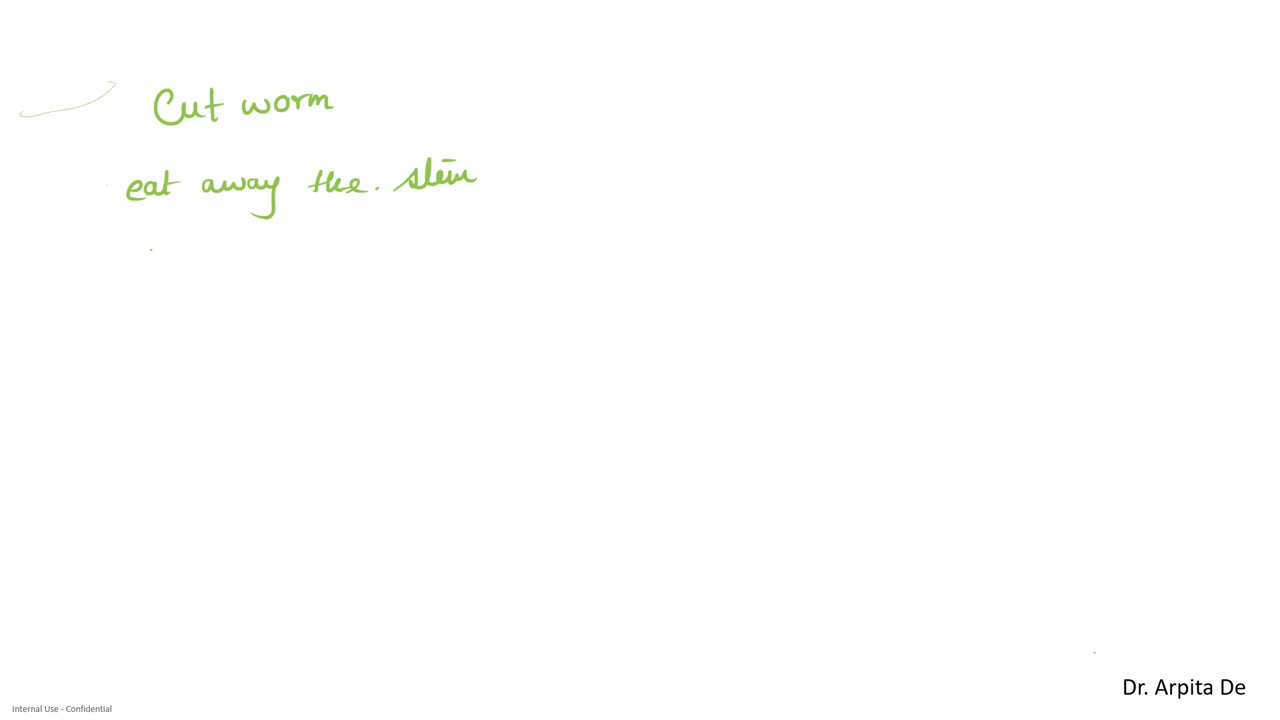 Cut worm
eat away the. stem
Dr. Arpita De
Internal Use - Confidential